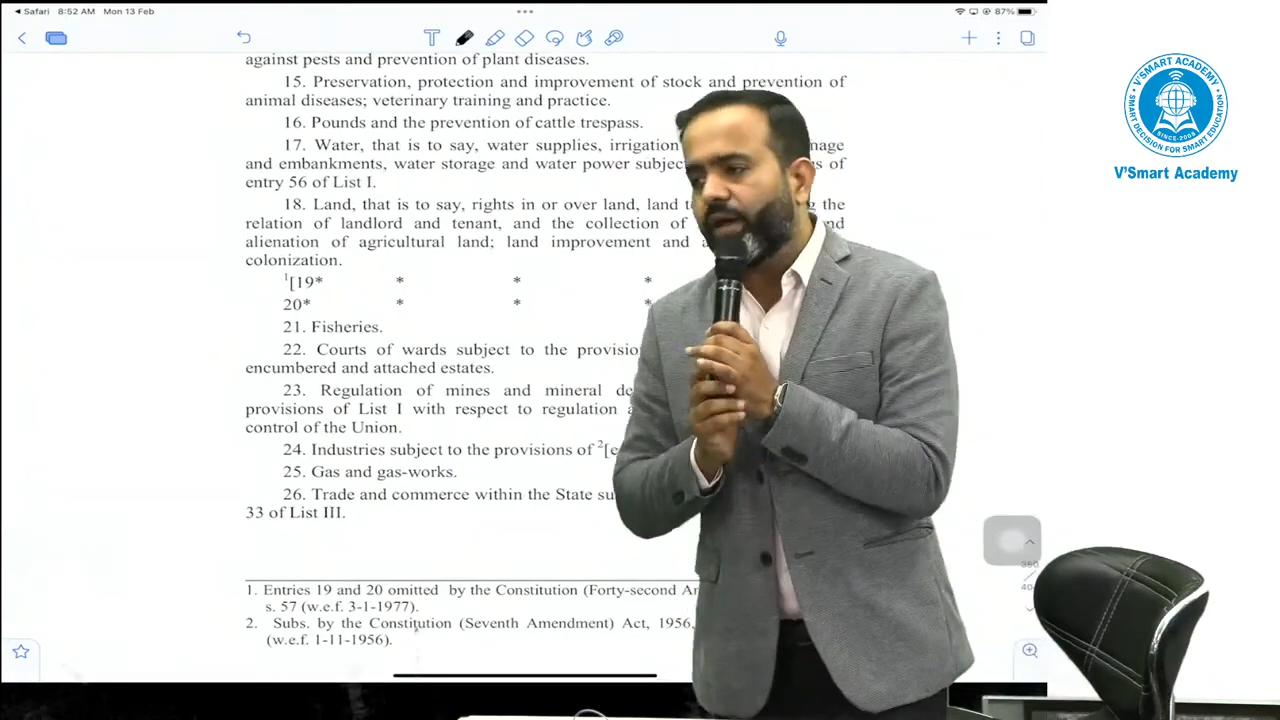 Safari 8:52 AM Mon 13 Feb
87%
against pests and prevention of plant diseases.
15. Preservation, protection and improvement of stock and prevention of
animal diseases; veterinary training and practice.
16. Pounds and the prevention of cattle trespass.
17. Water, that is to say, water supplies, irrigation
and embankments, water storage and water power of
entry 56 of List I.
18. Land, that is to say, rights in or over land, land the
relation of landlord and tenant, and the collection of
alienation of agricultural land; land improvement and
colonization.
1[19* * * *
20* * * *
21. Fisheries.
22. Courts of wards subject to the
encumbered and attached estates.
23. Regulation of mines and mineral
provisions of List I with respect to regulation
control of the Union.
24. Industries subject to the provisions of 2[
25. Gas and gas-works.
26. Trade and commerce within the State
33 of List III.
1. Entries 19 and 20 omitted by the Constitution (Forty-second
s. 57 (w.e.f. 3-1-1977).
2. Subs. by the Constitution (Seventh Amendment) Act, 1956,
(w.e.f. 1-11-1956).
V'SMART ACADEMY
SMART DECISION FOR SMART EDUCATION
SINCE-2008
V'Smart Academy